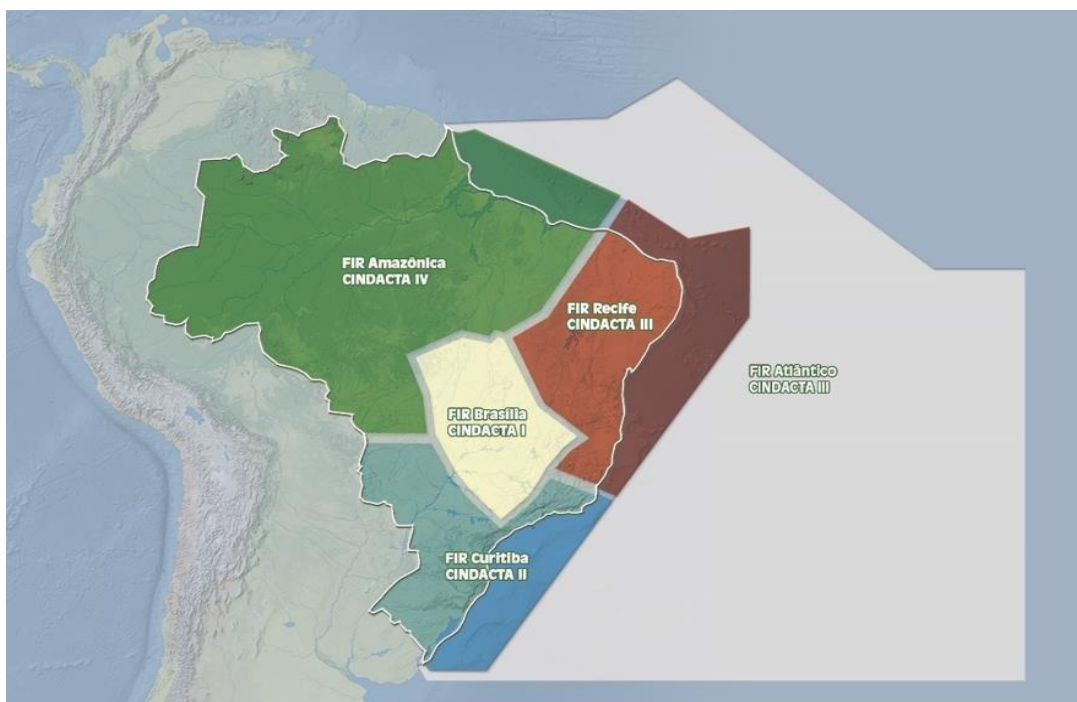 FIR Amazônica
CINDACTA IV
FIR Recife
CINDACTA III
FIR Atlântico
CINDACTA III
FIR Brasília
CINDACTA I
FIR Curitiba
CINDACTA II